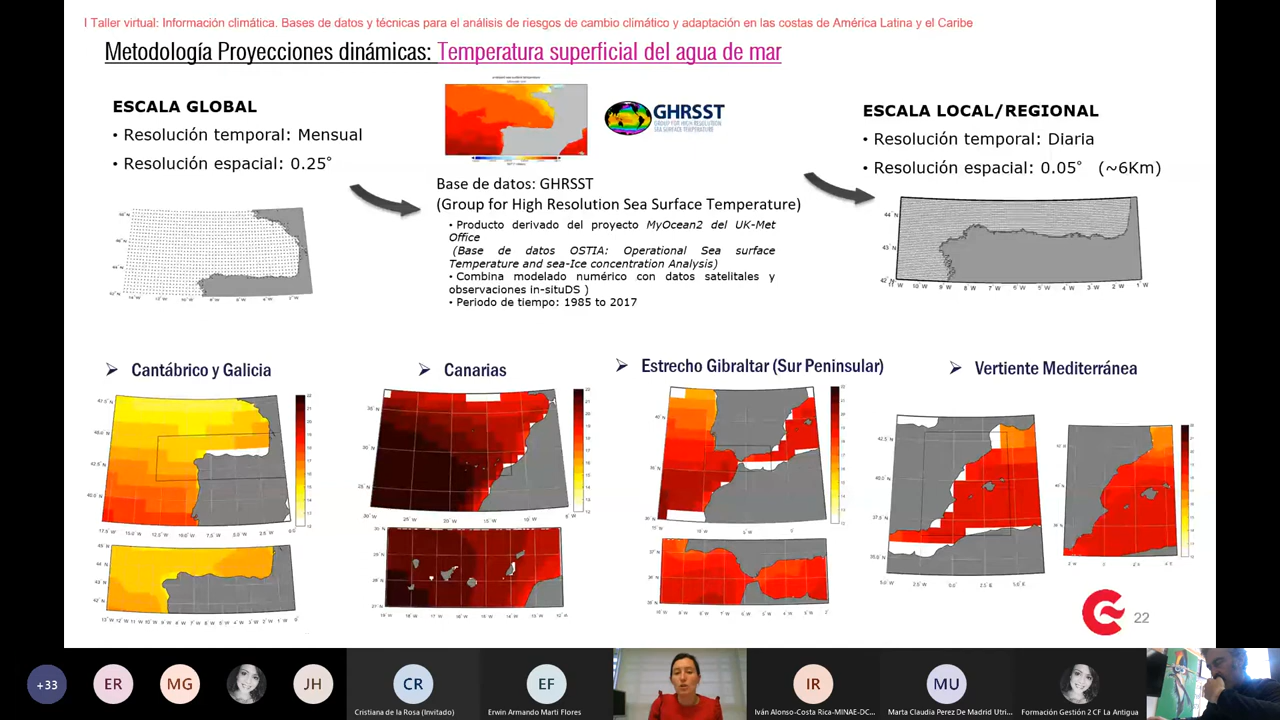 I Taller virtual: Información climática. Bases de datos y técnicas para el análisis de riesgos de cambio climático y adaptación en las costas de América Latina y el Caribe
Metodología Proyecciones dinámicas: Temperatura superficial del agua de mar
ESCALA GLOBAL
• Resolución temporal: Mensual
• Resolución espacial: 0.25°
GHRSST
GROUP FOR HIGH RESOLUTION
SEA SURFACE TEMPERATURE
Base de datos: GHRSST
(Group for High Resolution Sea Surface Temperature)
• Producto derivado del proyecto MyOcean2 del UK-Met
Office
(Base de datos OSTIA: Operational Sea surface
Temperature and sea-Ice concentration Analysis)
• Combina modelado numérico con datos satelitales y
observaciones in-situDS )
• Periodo de tiempo: 1985 to 2017
ESCALA LOCAL/REGIONAL
• Resolución temporal: Diaria
• Resolución espacial: 0.05° (~6Km)
➢ Cantábrico y Galicia
➢ Canarias
➢ Estrecho Gibraltar (Sur Peninsular)
➢ Vertiente Mediterránea
22
+33
ER
MG
JH
CR
Cristiana de la Rosa (Invitado)
EF
Erwin Armando Marti Flores
IR
Iván Alonso-Costa Rica-MINAE-DC...
MU
Marta Claudia Perez De Madrid Utri...
Formación Gestión 2 CF La Antigua